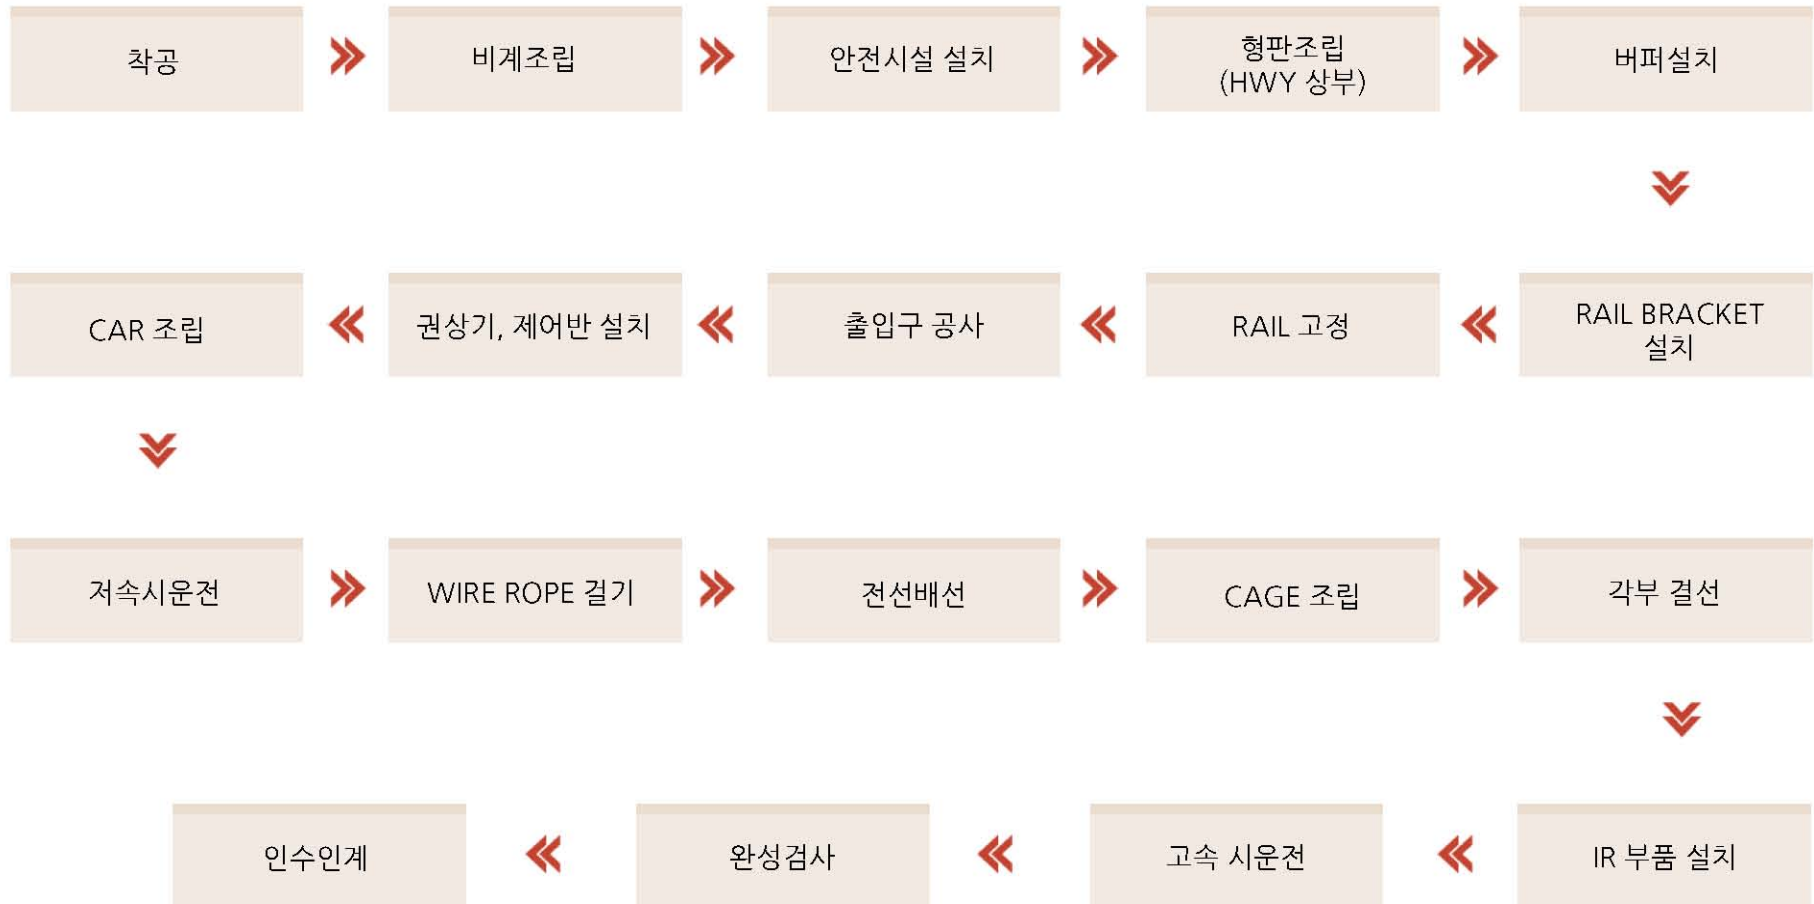 착공
비계조립
안전시설 설치
형판조립
(HWY 상부)
버퍼설치
RAIL BRACKET
설치
RAIL 고정
출입구 공사
권상기, 제어반 설치
CAR 조립
저속시운전
WIRE ROPE 걸기
전선배선
CAGE 조립
각부 결선
IR 부품 설치
고속 시운전
완성검사
인수인계